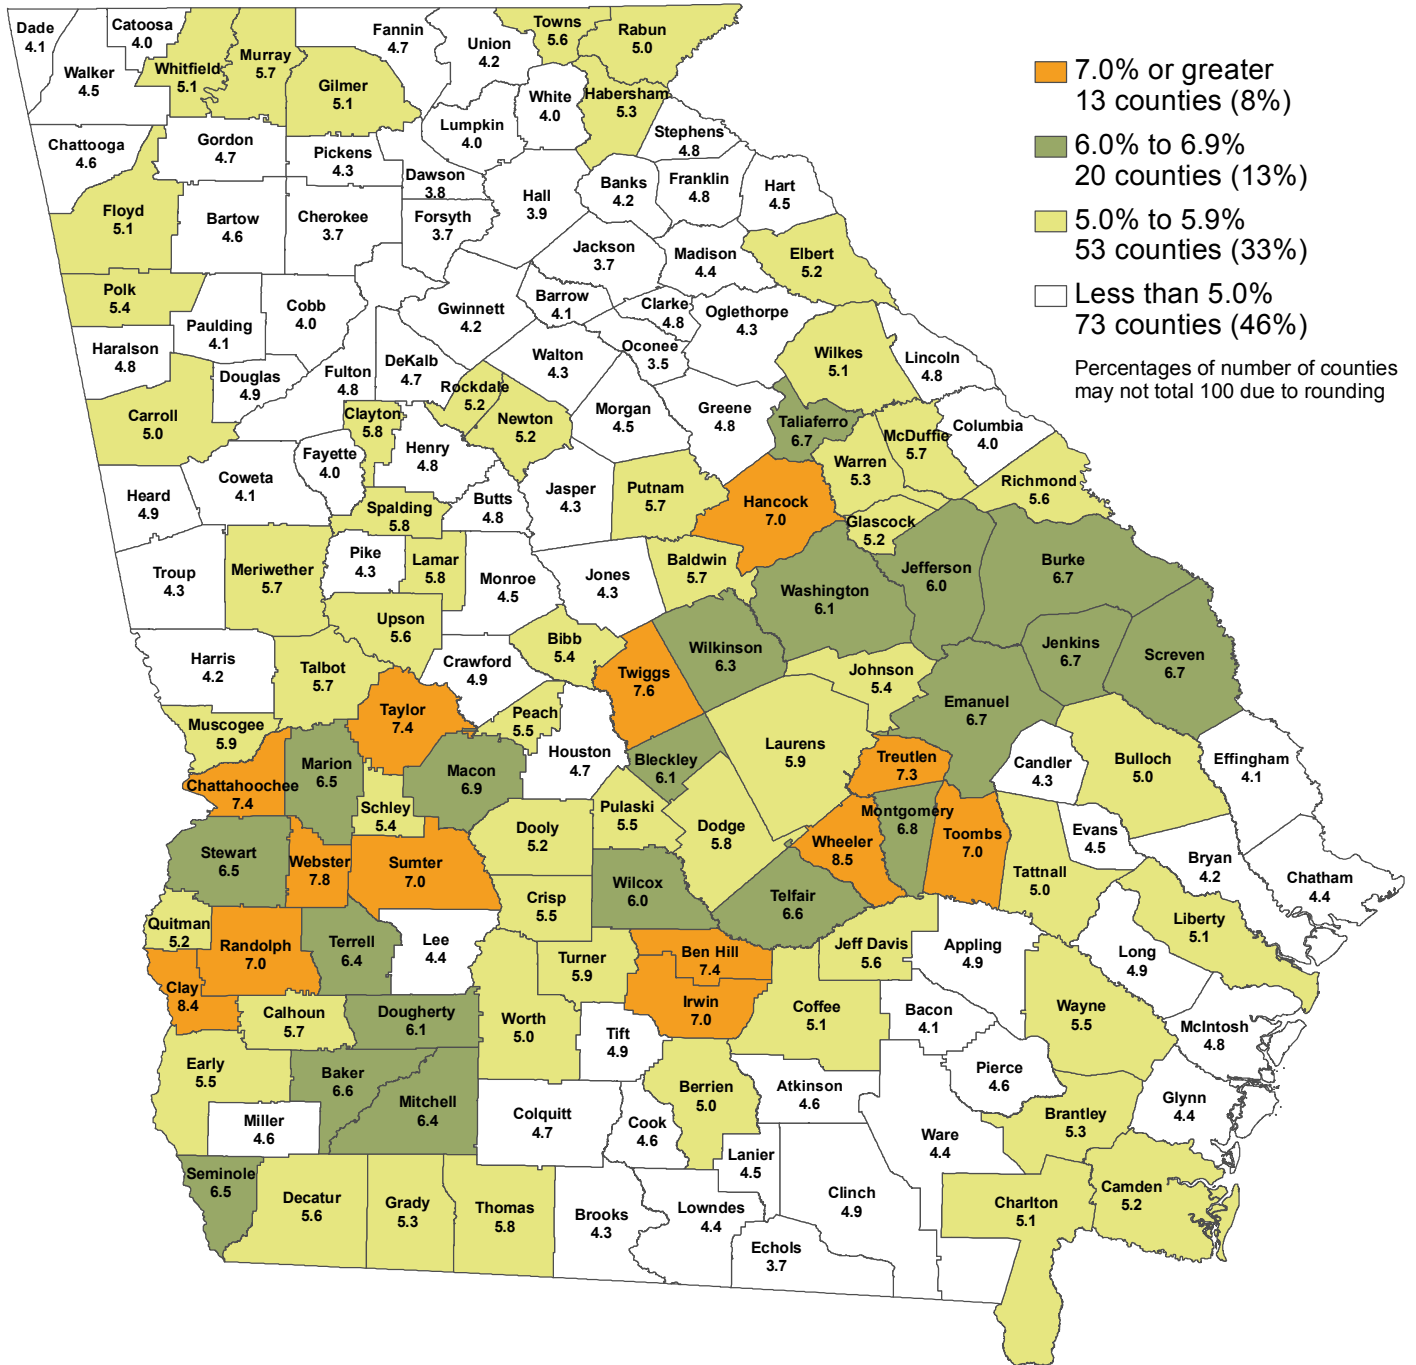 Dade
4.1
Catoosa
4.0
Walker
4.5
Whitfield
5.1
Murray
5.7
Fannin
4.7
Gilmer
5.1
Union
4.2
Towns
5.6
Rabun
5.0
White
4.0
Habersham
5.3
Lumpkin
4.0
Stephens
4.8
Chattooga
4.6
Gordon
4.7
Pickens
4.3
Dawson
3.8
Hall
3.9
Banks
4.2
Franklin
4.8
Hart
4.5
Floyd
5.1
Bartow
4.6
Cherokee
3.7
Forsyth
3.7
Jackson
3.7
Madison
4.4
Elbert
5.2
Polk
5.4
Paulding
4.1
Cobb
4.0
Gwinnett
4.2
Barrow
4.1
Clarke
4.8
Oglethorpe
4.3
Oconee
3.5
Haralson
4.8
Douglas
4.9
Fulton
4.8
DeKalb
4.7
Rockdale
5.2
Walton
4.3
Wilkes
5.1
Lincoln
4.8
Carroll
5.0
Clayton
5.8
Newton
5.2
Morgan
4.5
Greene
4.8
Taliaferro
6.7
McDuffie
5.7
Columbia
4.0
Heard
4.9
Coweta
4.1
Fayette
4.0
Henry
4.8
Spalding
5.8
Butts
4.8
Jasper
4.3
Putnam
5.7
Hancock
7.0
Warren
5.3
Glascock
5.2
Richmond
5.6
Troup
4.3
Meriwether
5.7
Pike
4.3
Lamar
5.8
Monroe
4.5
Jones
4.3
Baldwin
5.7
Washington
6.1
Jefferson
6.0
Burke
6.7
Upson
5.6
Bibb
5.4
Wilkinson
6.3
Jenkins
6.7
Screven
6.7
Harris
4.2
Talbot
5.7
Crawford
4.9
Twiggs
7.6
Johnson
5.4
Emanuel
6.7
Muscogee
5.9
Taylor
7.4
Peach
5.5
Houston
4.7
Bleckley
6.1
Laurens
5.9
Treutlen
7.3
Candler
4.3
Bulloch
5.0
Effingham
4.1
Chattahoochee
7.4
Marion
6.5
Macon
6.9
Schley
5.4
Dooly
5.2
Pulaski
5.5
Dodge
5.8
Wheeler
8.5
Montgomery
6.8
Toombs
7.0
Evans
4.5
Bryan
4.2
Chatham
4.4
Stewart
6.5
Webster
7.8
Sumter
7.0
Crisp
5.5
Wilcox
6.0
Telfair
6.6
Tattnall
5.0
Liberty
5.1
Quitman
5.2
Randolph
7.0
Terrell
6.4
Lee
4.4
Turner
5.9
Ben Hill
7.4
Jeff Davis
5.6
Appling
4.9
Long
4.9
Clay
8.4
Calhoun
5.7
Dougherty
6.1
Worth
5.0
Tift
4.9
Irwin
7.0
Coffee
5.1
Bacon
4.1
Wayne
5.5
McIntosh
4.8
Early
5.5
Baker
6.6
Mitchell
6.4
Miller
4.6
Colquitt
4.7
Cook
4.6
Berrien
5.0
Atkinson
4.6
Pierce
4.6
Brantley
5.3
Glynn
4.4
Ware
4.4
Lanier
4.5
Seminole
6.5
Decatur
5.6
Grady
5.3
Thomas
5.8
Brooks
4.3
Lowndes
4.4
Echols
3.7
Clinch
4.9
Charlton
5.1
Camden
5.2
7.0% or greater
13 counties (8%)
6.0% to 6.9%
20 counties (13%)
5.0% to 5.9%
53 counties (33%)
Less than 5.0%
73 counties (46%)
Percentages of number of counties
may not total 100 due to rounding